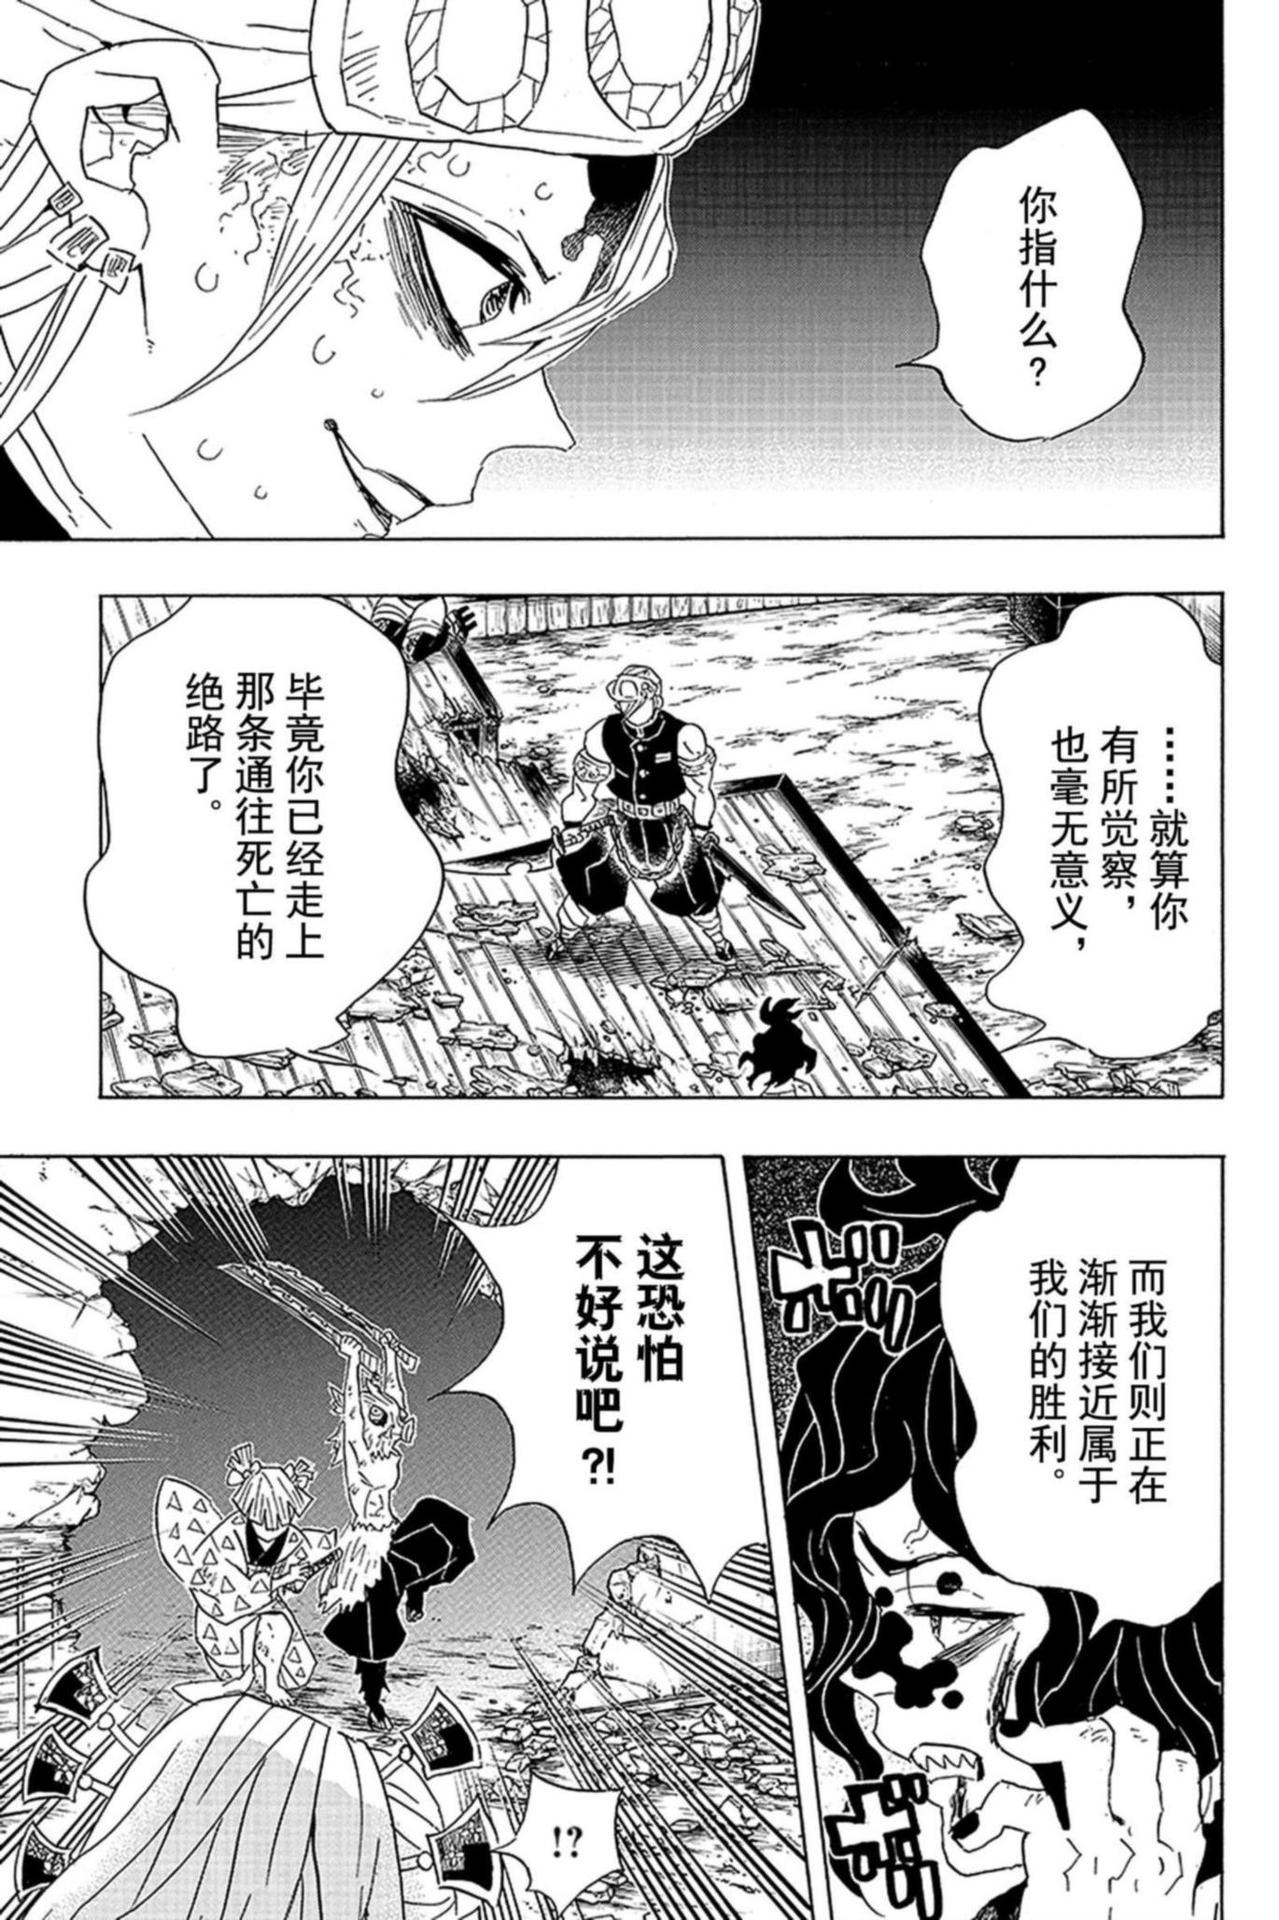 你指什么?
……就算你
有所觉察,
也毫无意义,
毕竟你已经走上
那条通往死亡的
绝路了。
而我们则正在
渐渐接近属于
我们的胜利。
这恐怕
不好说吧?!
!?